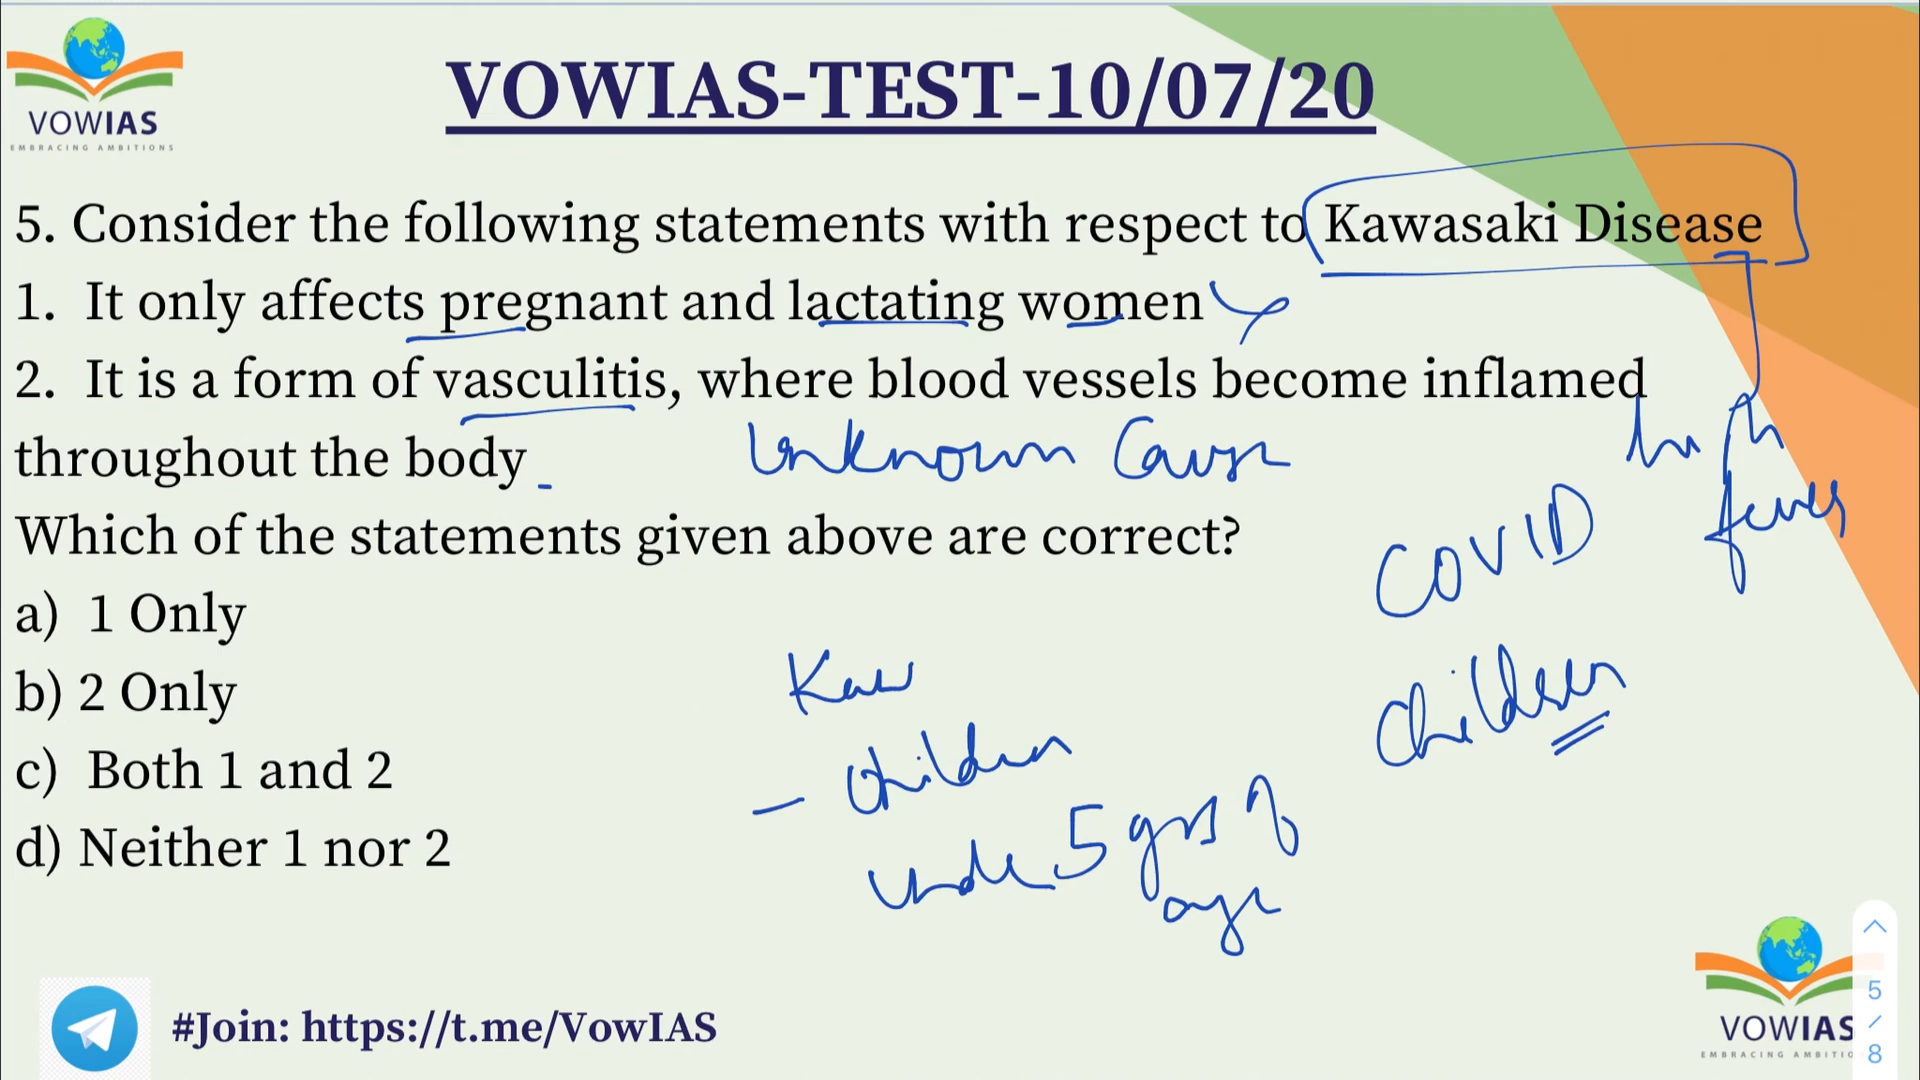 VOWIAS
EMBRACING AMBITIONS
VOWIAS-TEST-10/07/20
5. Consider the following statements with respect to Kawasaki Disease
1. It only affects pregnant and lactating women
2. It is a form of vasculitis, where blood vessels become inflamed
throughout the body
Unknown Cause
high
fever
Which of the statements given above are correct?
COVID
a) 1 Only
b) 2 Only
Kaw
Children
c) Both 1 and 2
- Children
d) Neither 1 nor 2
under 5 yrs of
age
#Join: https://t.me/VowIAS
VOWIAS
EMBRACING AMBITIO
5
/
8